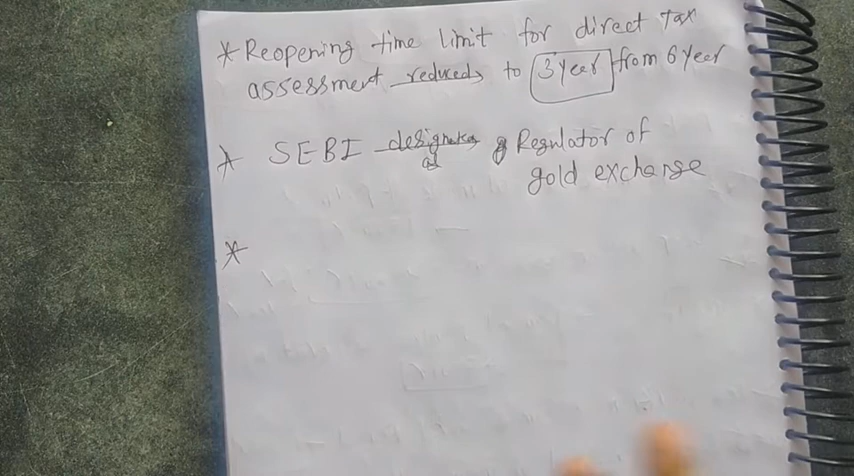 * Reopening time limit for direct Tax
assessment reduced to 3 year from 6 year
* SEBI designated as Regulator of
gold exchange
*